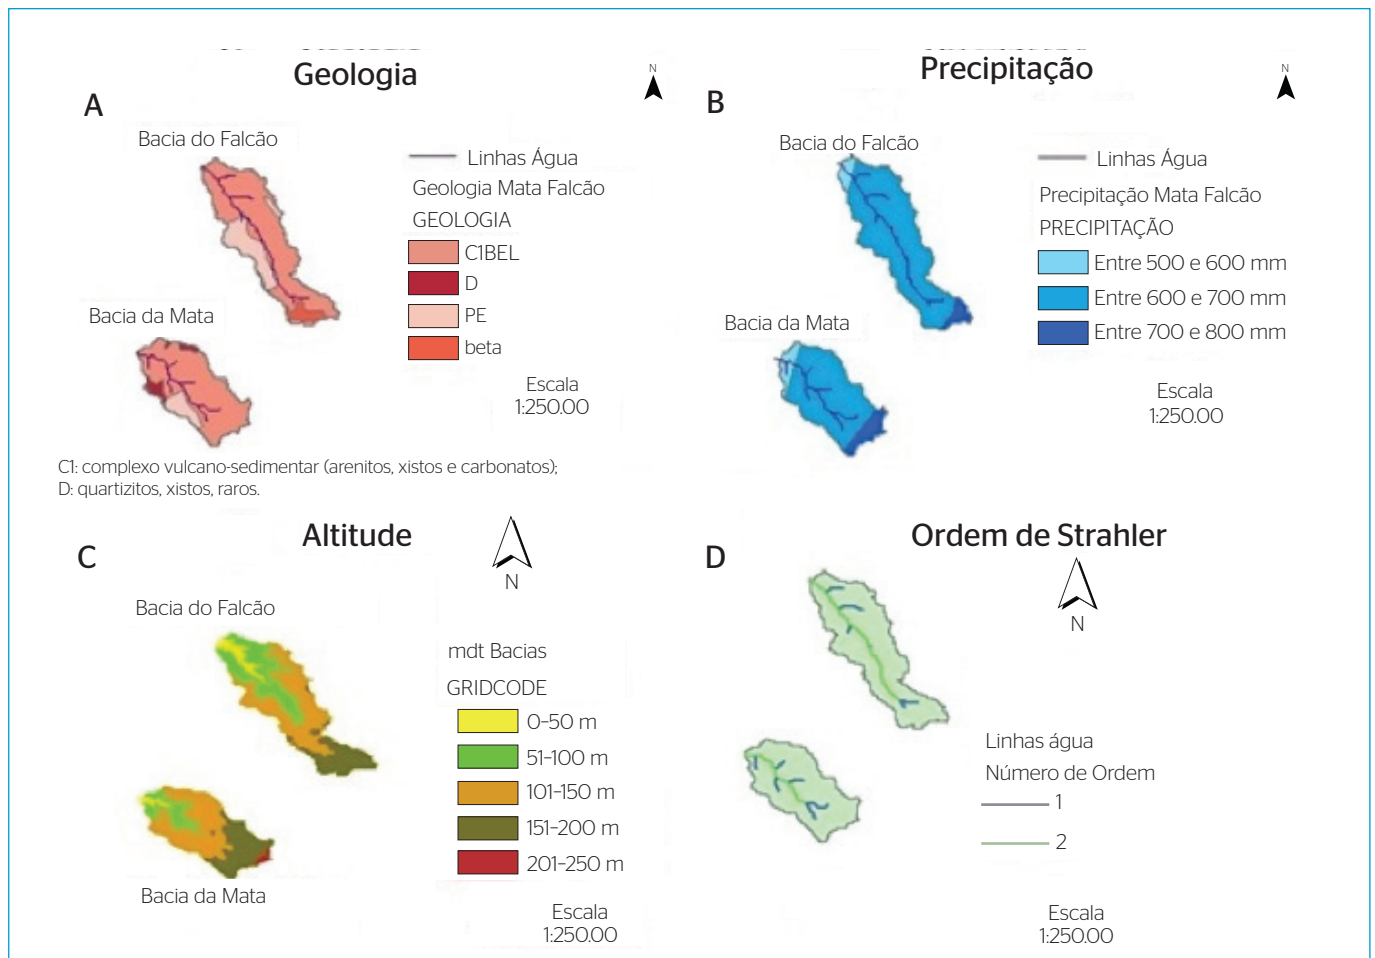 Geologia
N
A
Bacia do Falcão
Linhas Água
Geologia Mata Falcão
GEOLOGIA
C1BEL
D
PE
beta
Bacia da Mata
Escala
1:250.00
C1: complexo vulcano-sedimentar (arenitos, xistos e carbonatos);
D: quartizitos, xistos, raros.
Precipitação
N
B
Bacia do Falcão
Linhas Água
Precipitação Mata Falcão
PRECIPITAÇÃO
Entre 500 e 600 mm
Entre 600 e 700 mm
Entre 700 e 800 mm
Bacia da Mata
Escala
1:250.00
Altitude
C
N
Bacia do Falcão
mdt Bacias
GRIDCODE
0-50 m
51-100 m
101-150 m
151-200 m
201-250 m
Bacia da Mata
Escala
1:250.00
Ordem de Strahler
D
N
Linhas água
Número de Ordem
1
2
Escala
1:250.00